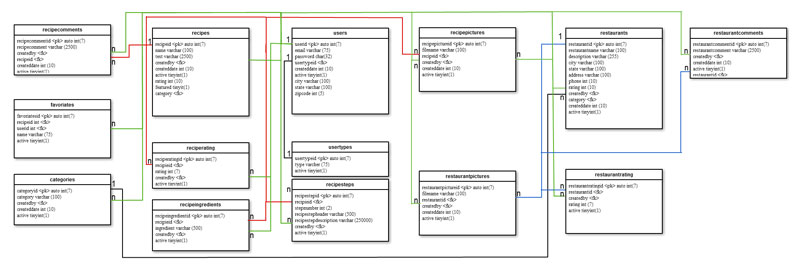 recipecomments
recipecommentid <pk> auto int(7)
recipecomment varchar (2500)
createdby <fk>
recipeid <fk>
createddate int (10)
active tinyint(1)
n
n
favoriates
favorateesid <pk> auto int(7)
recipeid int <fk>
userid int <fk>
name varchar (75)
active tinyint(1)
n
categories
categoryid <pk> auto int(7)
category varchar (100)
createdby <fk>
createddate int (10)
active tinyint(1)
1
n
1
recipes
recipeid <pk> auto int(7)
name varchar (100)
text varchar (2500)
createdby <fk>
createddate int (10)
active tinyint(1)
rating int (10)
featured tinyint(1)
category <fk>
1
n
n
reciperating
reciperatingid <pk> auto int(7)
recipeid <fk>
rating int (7)
createdby <fk>
active tinyint(1)
n
n
recipeingredients
recipeingredientid <pk> auto int(7)
recipeid <fk>
ingredient varchar (300)
createdby <fk>
active tinyint(1)
n
n
users
userid <pk> auto int(7)
email varchar (75)
password char(32)
usertypeid <fk>
createddate int (10)
active tinyint(1)
city varchar (100)
state varchar (100)
zipcode int (5)
1
n
usertypes
usertypeid <pk> auto int(7)
type varchar (75)
active tinyint(1)
1
n
recipesteps
recipestepid <pk> auto int(7)
recipeid <fk>
stepnumber int (2)
recipestepheader varchar (300)
recipestepdescription varchar (250000)
createdby <fk>
active tinyint(1)
n
n
recipepictures
recipepictureid <pk> auto int(7)
filename varchar (100)
recipeid <fk>
createdby <fk>
createddate int (10)
active tinyint(1)
n
n
restaurantpictures
restaurantpictureid <pk> auto int(7)
filename varchar (100)
restaurantid <fk>
createdby <fk>
createddate int (10)
active tinyint(1)
n
n
restaurants
restaurantid <pk> auto int(7)
restaurantname varchar (100)
description varchar (255)
city varchar (100)
state varchar (100)
address varchar (100)
phone int (10)
rating int (10)
createdby <fk>
category <fk>
createddate int (10)
active tinyint(1)
1
n
n
restaurantrating
restaurantratingid <pk> auto int(7)
restaurantid <fk>
createdby <fk>
rating int (7)
active tinyint(1)
n
n
restaurantcomments
restaurantcommentid <pk> auto int(7)
restaurantcomment varchar (2500)
createdby <fk>
createddate int (10)
active tinyint(1)
restaurantid <fk>
n
n